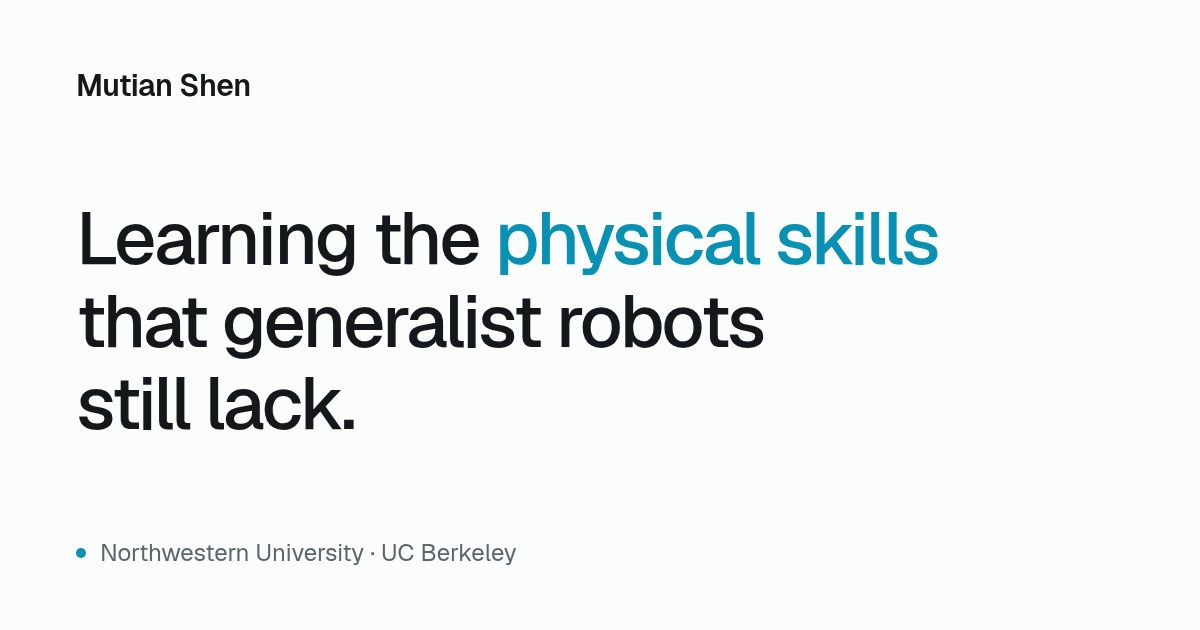 Mutian Shen
Learning the physical skills
that generalist robots
still lack.
Northwestern University · UC Berkeley